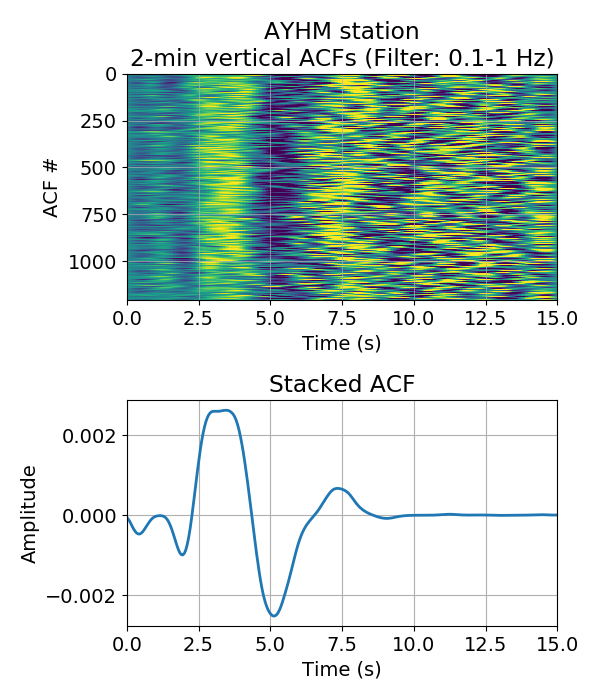 AYHM station
2-min vertical ACFs (Filter: 0.1-1 Hz)
0
250
500
750
1000
ACF #
0.0 2.5 5.0 7.5 10.0 12.5 15.0
Time (s)
Stacked ACF
0.002
0.000
−0.002
Amplitude
0.0 2.5 5.0 7.5 10.0 12.5 15.0
Time (s)